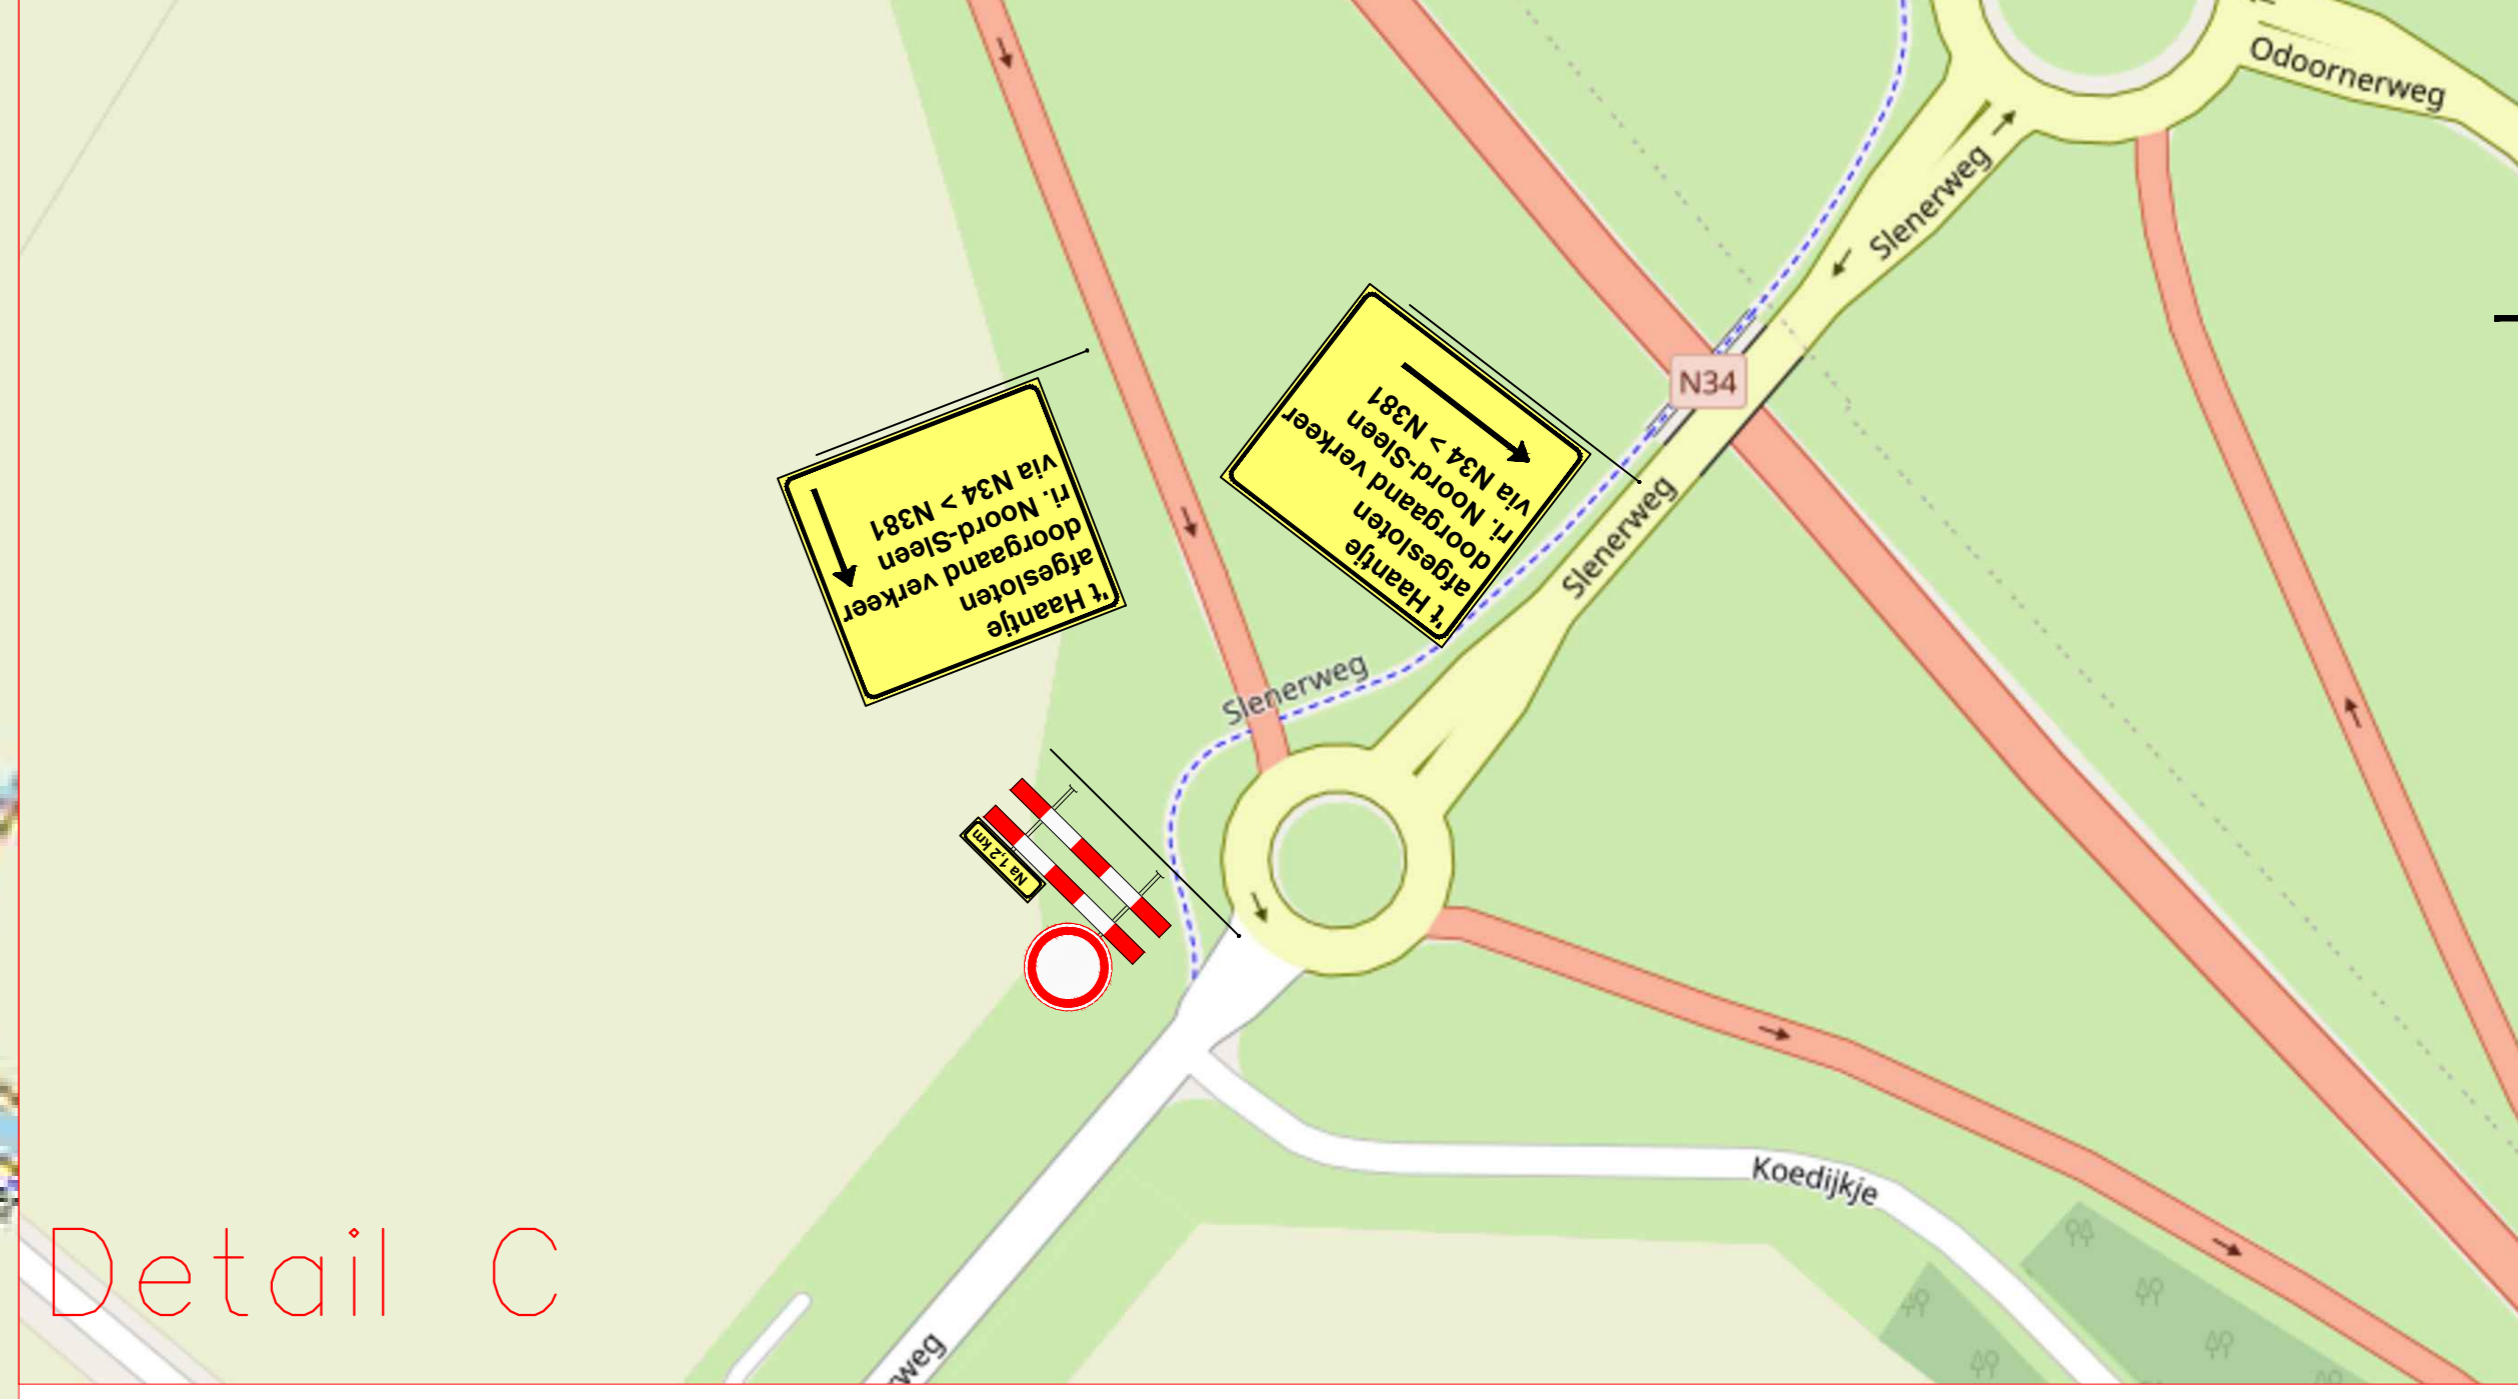 Odoornerweg
Slenerweg
N34
Slenerweg
't Haantje
afgesloten
doorgaand verkeer
ri. Noord-Sleen
via N34 > N381
't Haantje
afgesloten
doorgaand verkeer
ri. Noord-Sleen
via N34 > N381
Slenerweg
Na 1,2 km
Koedijkje
Detail C
rweg